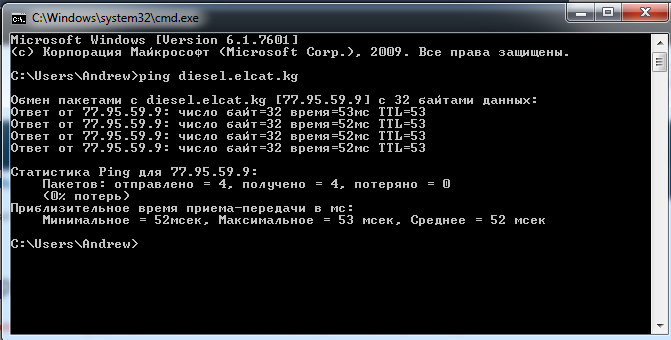 C:\Windows\system32\cmd.exe
Microsoft Windows [Version 6.1.7601]
(c) Корпорация Майкрософт (Microsoft Corp.), 2009. Все права защищены.
C:\Users\Andrew>ping diesel.elcat.kg
Обмен пакетами с diesel.elcat.kg [77.95.59.9] с 32 байтами данных:
Ответ от 77.95.59.9: число байт=32 время=53мс TTL=53
Ответ от 77.95.59.9: число байт=32 время=52мс TTL=53
Ответ от 77.95.59.9: число байт=32 время=52мс TTL=53
Ответ от 77.95.59.9: число байт=32 время=52мс TTL=53
Статистика Ping для 77.95.59.9:
Пакетов: отправлено = 4, получено = 4, потеряно = 0
(0% потерь)
Приблизительное время приема-передачи в мс:
Минимальное = 52мсек, Максимальное = 53 мсек, Среднее = 52 мсек
C:\Users\Andrew>